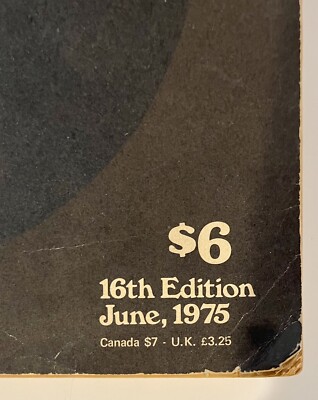 $6
16th Edition
June, 1975
Canada $7 - U.K. £3.25